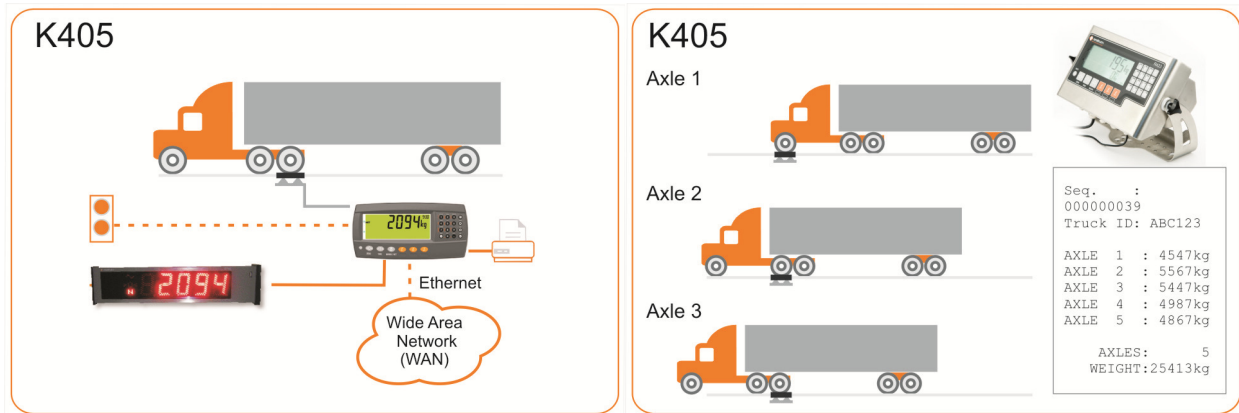 K405
2094kg
2094
Ethernet
Wide Area
Network
(WAN)
K405
Axle 1
Axle 2
Axle 3
Seq.    :
000000039
Truck ID: ABC123
AXLE  1  : 4547kg
AXLE  2  : 5567kg
AXLE  3  : 5447kg
AXLE  4  : 4987kg
AXLE  5  : 4867kg
AXLES:     5
WEIGHT:25413kg